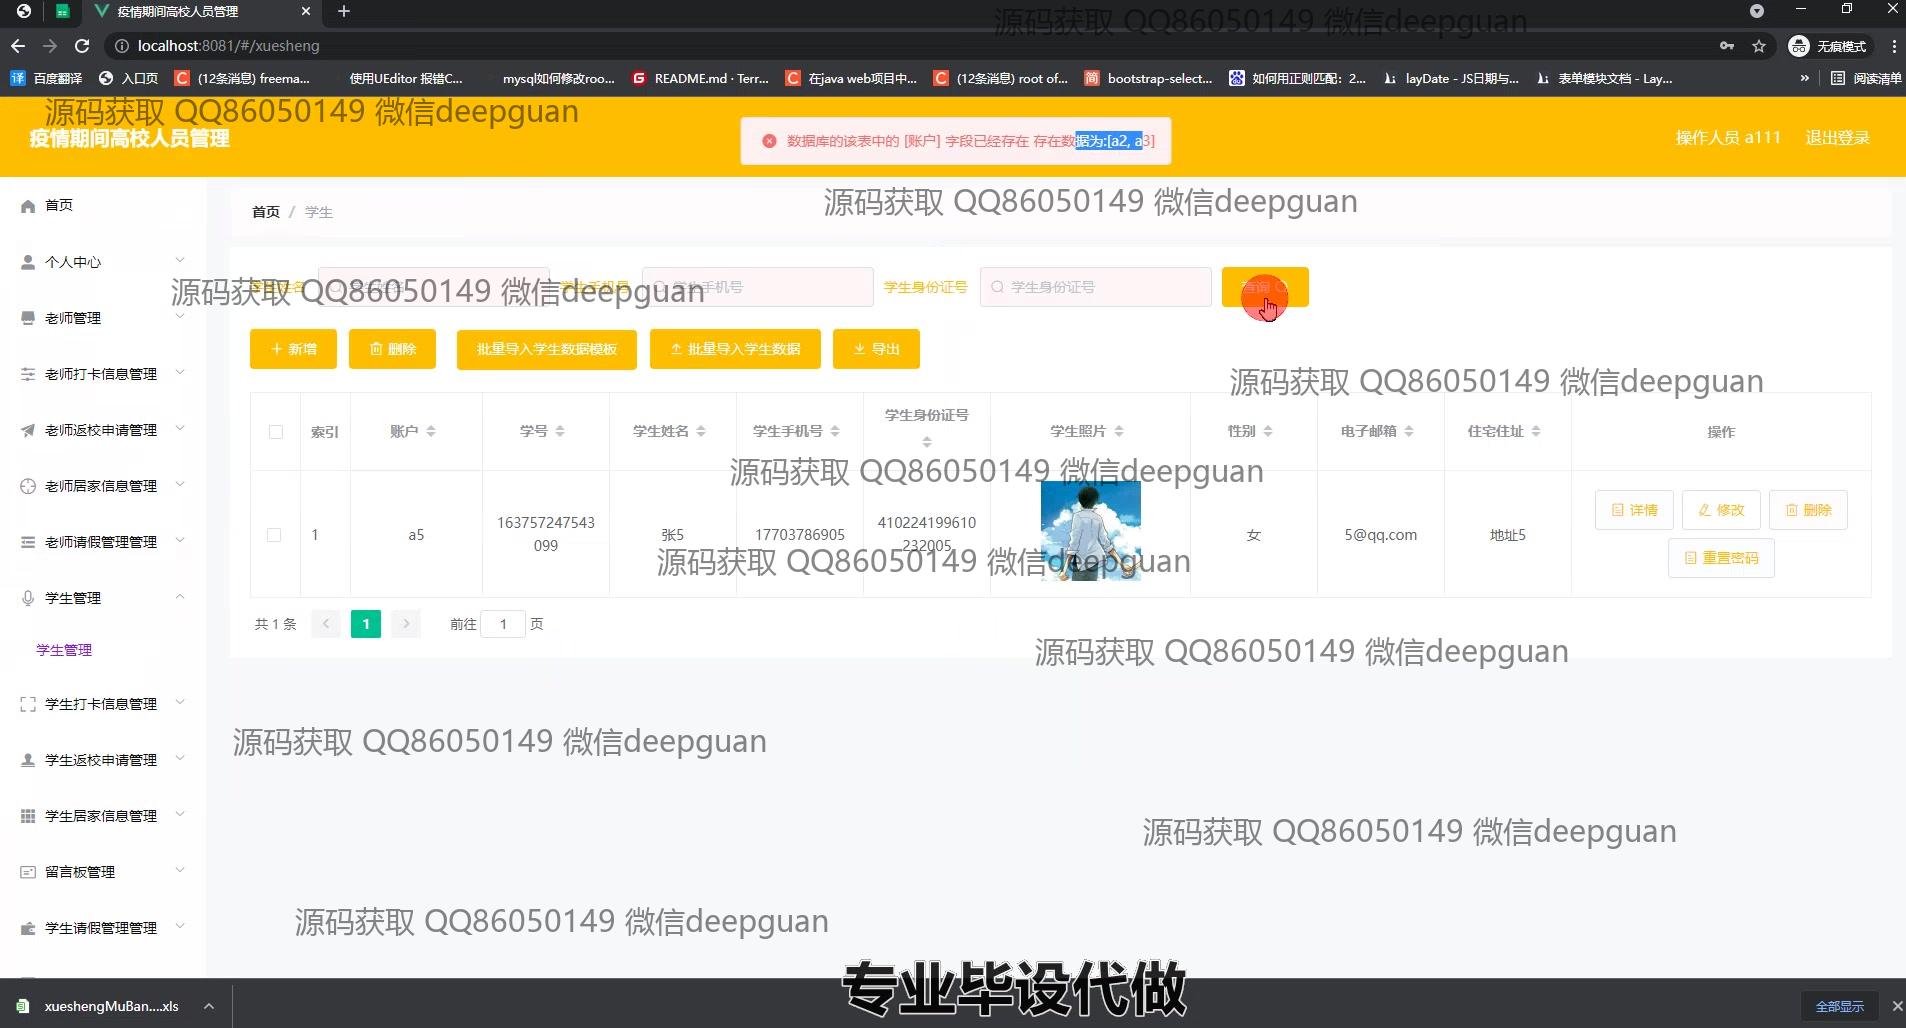 疫情期间高校人员管理
源码获取 QQ86050149 微信deepguan
localhost:8081/#/xuesheng
无痕模式
百度翻译
入口页
(12条消息) freema...
使用UEditor 报错C...
mysql如何修改roo...
README.md · Terr...
在java web项目中...
(12条消息) root of...
bootstrap-select...
如何用正则匹配：2...
layDate - JS日期与...
表单模块文档 - Lay...
»
阅读清单
源码获取 QQ86050149 微信deepguan
疫情期间高校人员管理
数据库的该表中的 [账户] 字段已经存在 存在数据为:[a2, a3]
操作人员 a111
退出登录
源码获取 QQ86050149 微信deepguan
首页
个人中心
老师管理
老师打卡信息管理
老师返校申请管理
老师居家信息管理
老师请假管理管理
学生管理
学生管理
学生打卡信息管理
学生返校申请管理
学生居家信息管理
留言板管理
学生请假管理管理
首页 / 学生
学生姓名
学生姓名
学生手机号
学生手机号
学生身份证号
学生身份证号
查询
源码获取 QQ86050149 微信deepguan
新增
删除
批量导入学生数据模板
批量导入学生数据
导出
源码获取 QQ86050149 微信deepguan
索引
账户
学号
学生姓名
学生手机号
学生身份证号
学生照片
性别
电子邮箱
住宅住址
操作
源码获取 QQ86050149 微信deepguan
1
a5
163757247543
099
张5
17703786905
410224199610
232005
女
5@qq.com
地址5
详情
修改
删除
重置密码
源码获取 QQ86050149 微信deepguan
共 1 条
1
前往
1
页
源码获取 QQ86050149 微信deepguan
源码获取 QQ86050149 微信deepguan
源码获取 QQ86050149 微信deepguan
源码获取 QQ86050149 微信deepguan
专业毕设代做
xueshengMuBan....xls
全部显示